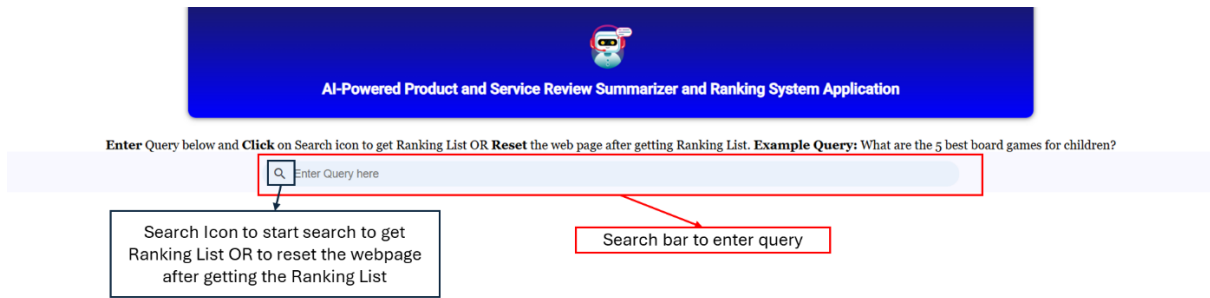 AI-Powered Product and Service Review Summarizer and Ranking System Application
Enter Query below and Click on Search icon to get Ranking List OR Reset the web page after getting Ranking List. Example Query: What are the 5 best board games for children?
Enter Query here
Search Icon to start search to get
Ranking List OR to reset the webpage
after getting the Ranking List
Search bar to enter query